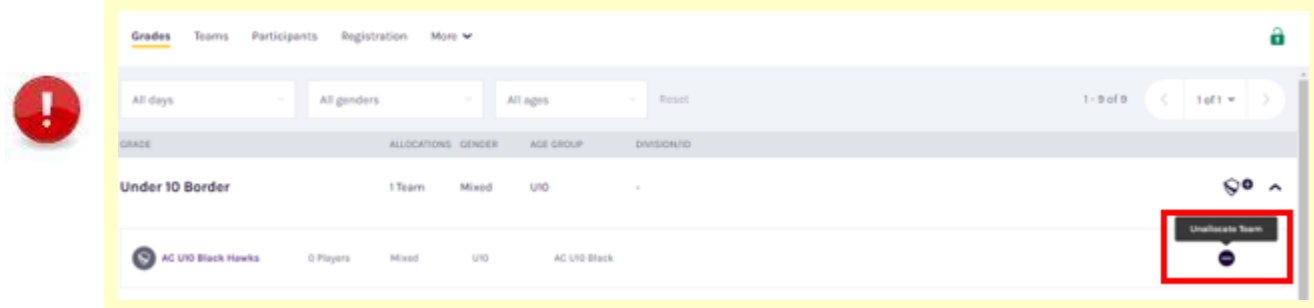 Grades Teams Participants Registration More
All days All genders All ages Reset 1 - 9 of 9 1 of 1
GRADE ALLOCATIONS GENDER AGE GROUP DIVISION/ID
Under 10 Border 1 Team Mixed U10 -
Unallocate Team
AC U10 Black Hawks 0 Players Mixed U10 AC U10 Black